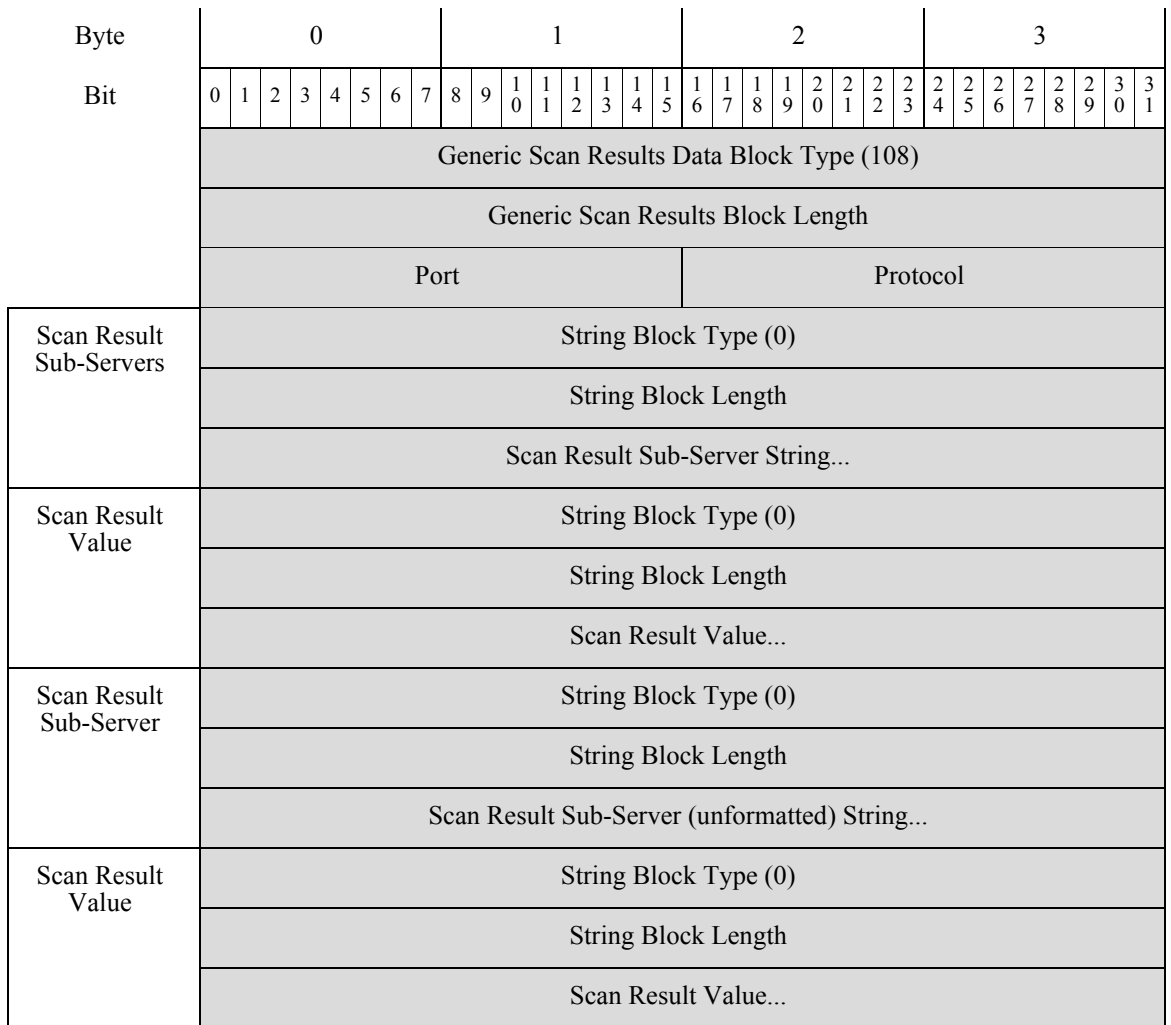 Byte 0 1 2 3
Bit 0 1 2 3 4 5 6 7 8 9 10 11 12 13 14 15 16 17 18 19 20 21 22 23 24 25 26 27 28 29 30 31
Generic Scan Results Data Block Type (108)
Generic Scan Results Block Length
Port Protocol
Scan Result
Sub-Servers
String Block Type (0)
String Block Length
Scan Result Sub-Server String...
Scan Result
Value
String Block Type (0)
String Block Length
Scan Result Value...
Scan Result
Sub-Server
String Block Type (0)
String Block Length
Scan Result Sub-Server (unformatted) String...
Scan Result
Value
String Block Type (0)
String Block Length
Scan Result Value...